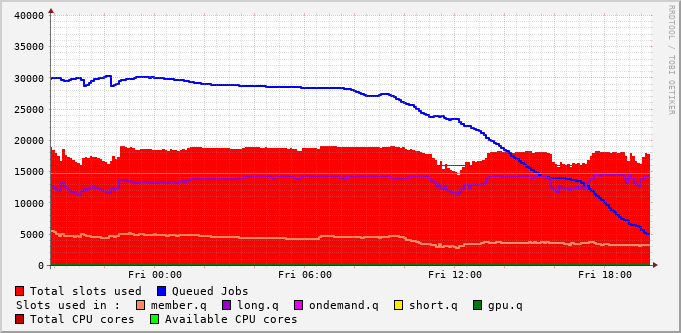 40000
35000
30000
25000
20000
15000
10000
5000
0
Fri 00:00 Fri 06:00 Fri 12:00 Fri 18:00
RRDTOOL / TOBI OETIKER
Total slots used Queued Jobs
Slots used in : member.q long.q ondemand.q short.q gpu.q
Total CPU cores Available CPU cores